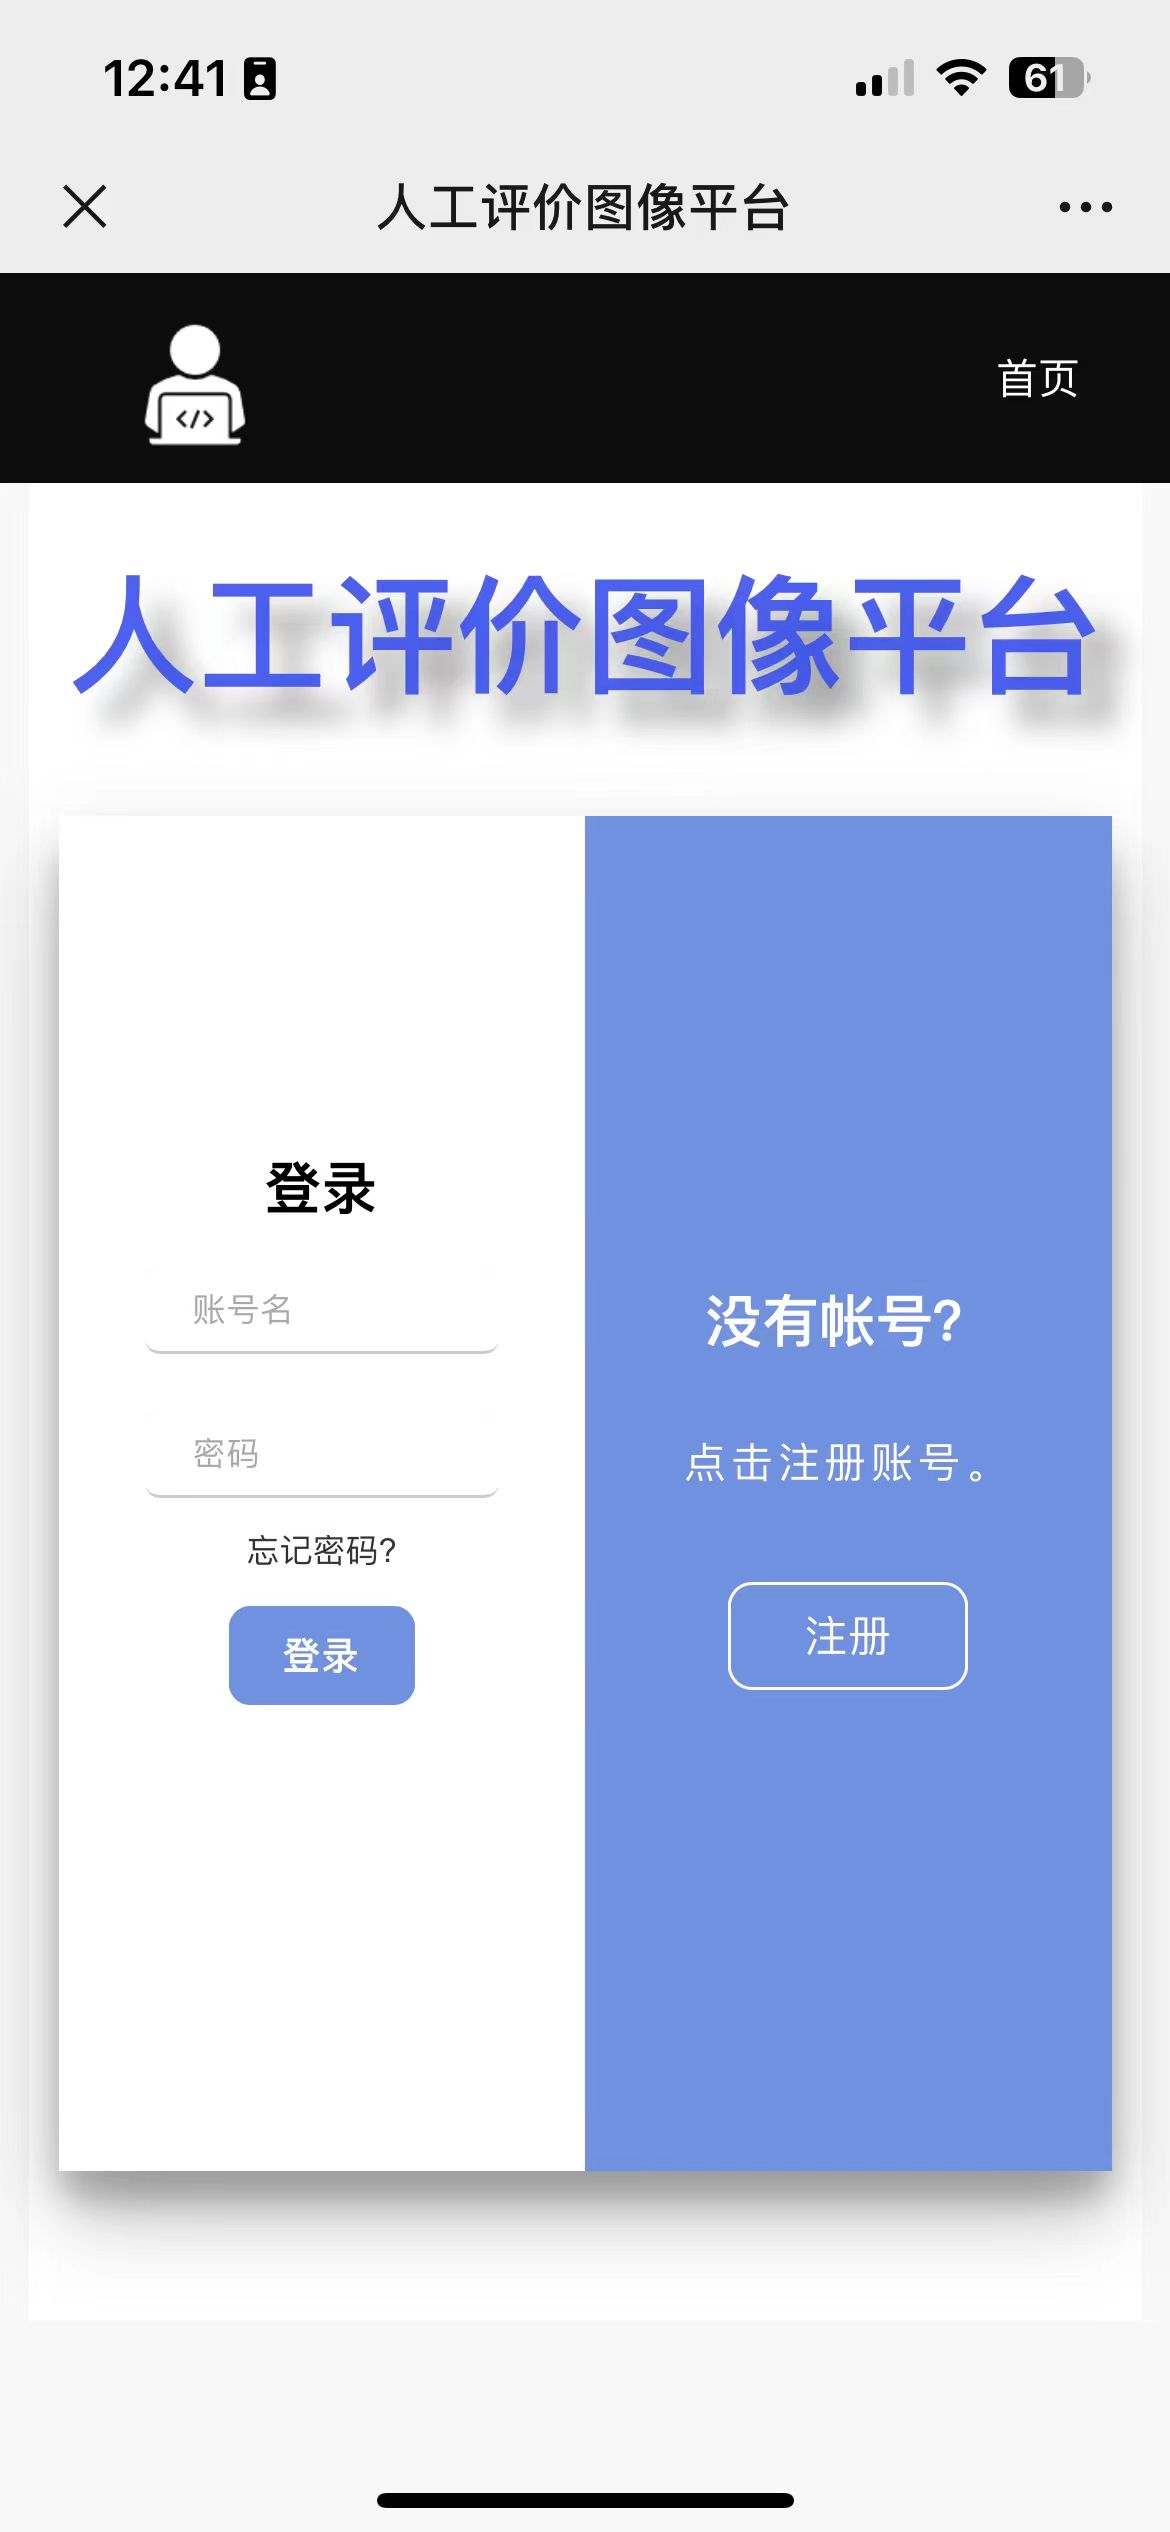 12:41
61
人工评价图像平台
</>
首页
人工评价图像平台
登录
账号名
密码
忘记密码?
登录
没有帐号?
点击注册账号。
注册